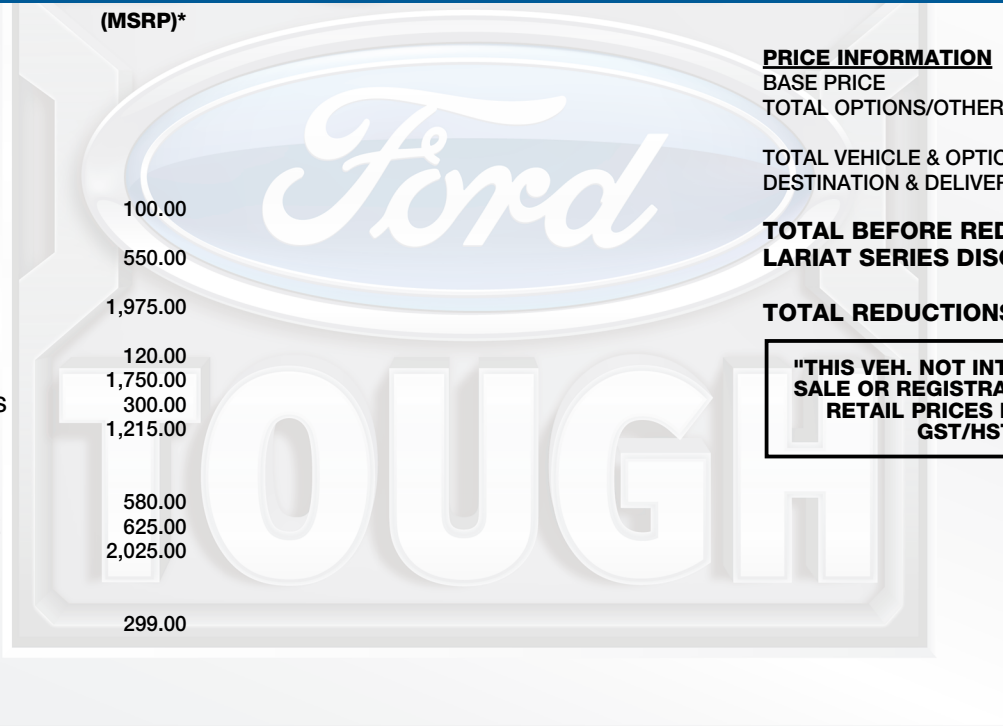 (MSRP)*
100.00
550.00
1,975.00
120.00
1,750.00
S 300.00
1,215.00
580.00
625.00
2,025.00
299.00
PRICE INFORMATION
BASE PRICE
TOTAL OPTIONS/OTHER
TOTAL VEHICLE & OPTIO
DESTINATION & DELIVER
TOTAL BEFORE RED
LARIAT SERIES DISC
TOTAL REDUCTIONS
"THIS VEH. NOT INT
SALE OR REGISTRA
RETAIL PRICES
GST/HST
Ford
TOUGH